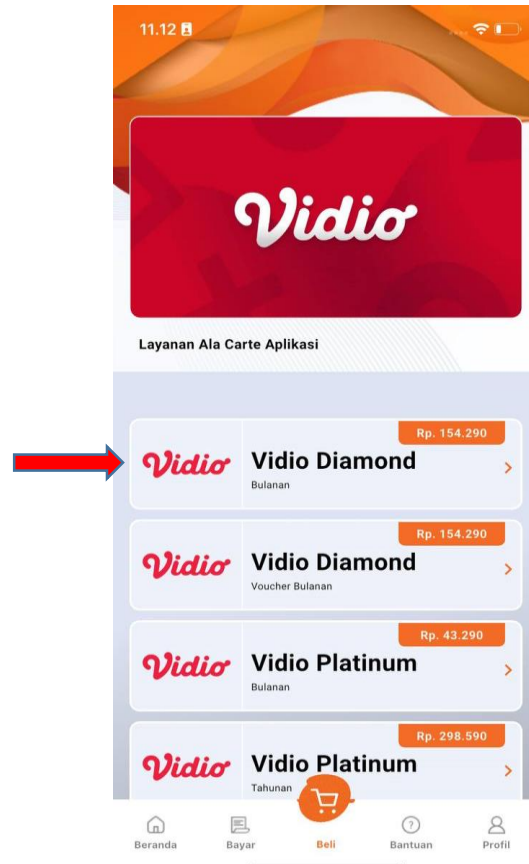 11.12
Vidio
Layanan Ala Carte Aplikasi
Rp. 154.290
Vidio
Vidio Diamond
Bulanan
Rp. 154.290
Vidio
Vidio Diamond
Voucher Bulanan
Rp. 43.290
Vidio
Vidio Platinum
Bulanan
Rp. 298.590
Vidio
Vidio Platinum
Tahunan
Beranda
Bayar
Beli
Bantuan
Profil